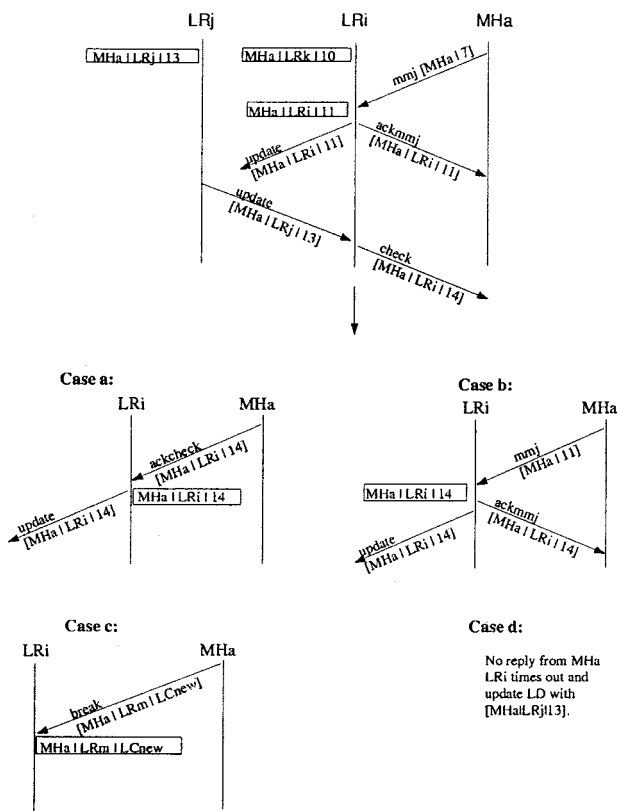 LRj LRi MHa
MHa | LRj | 13
MHa | LRk | 10
mmj [MHa | 7]
MHa | LRi | 11
update
[MHa | LRi | 11]
ackmmj
[MHa | LRi | 11]
update
[MHa | LRj | 13]
check
[MHa | LRi | 14]
Case a:
LRi MHa
ackcheck
[MHa | LRi | 14]
MHa | LRi | 14
update
[MHa | LRi | 14]
Case b:
LRi MHa
mmj
[MHa | 11]
MHa | LRi | 14
ackmmj
[MHa | LRi | 14]
update
[MHa | LRi | 14]
Case c:
LRi MHa
break
[MHa | LRm | LCnew]
MHa | LRm | LCnew
Case d:
No reply from MHa
LRi times out and
update LD with
[MHa|LRj|13].